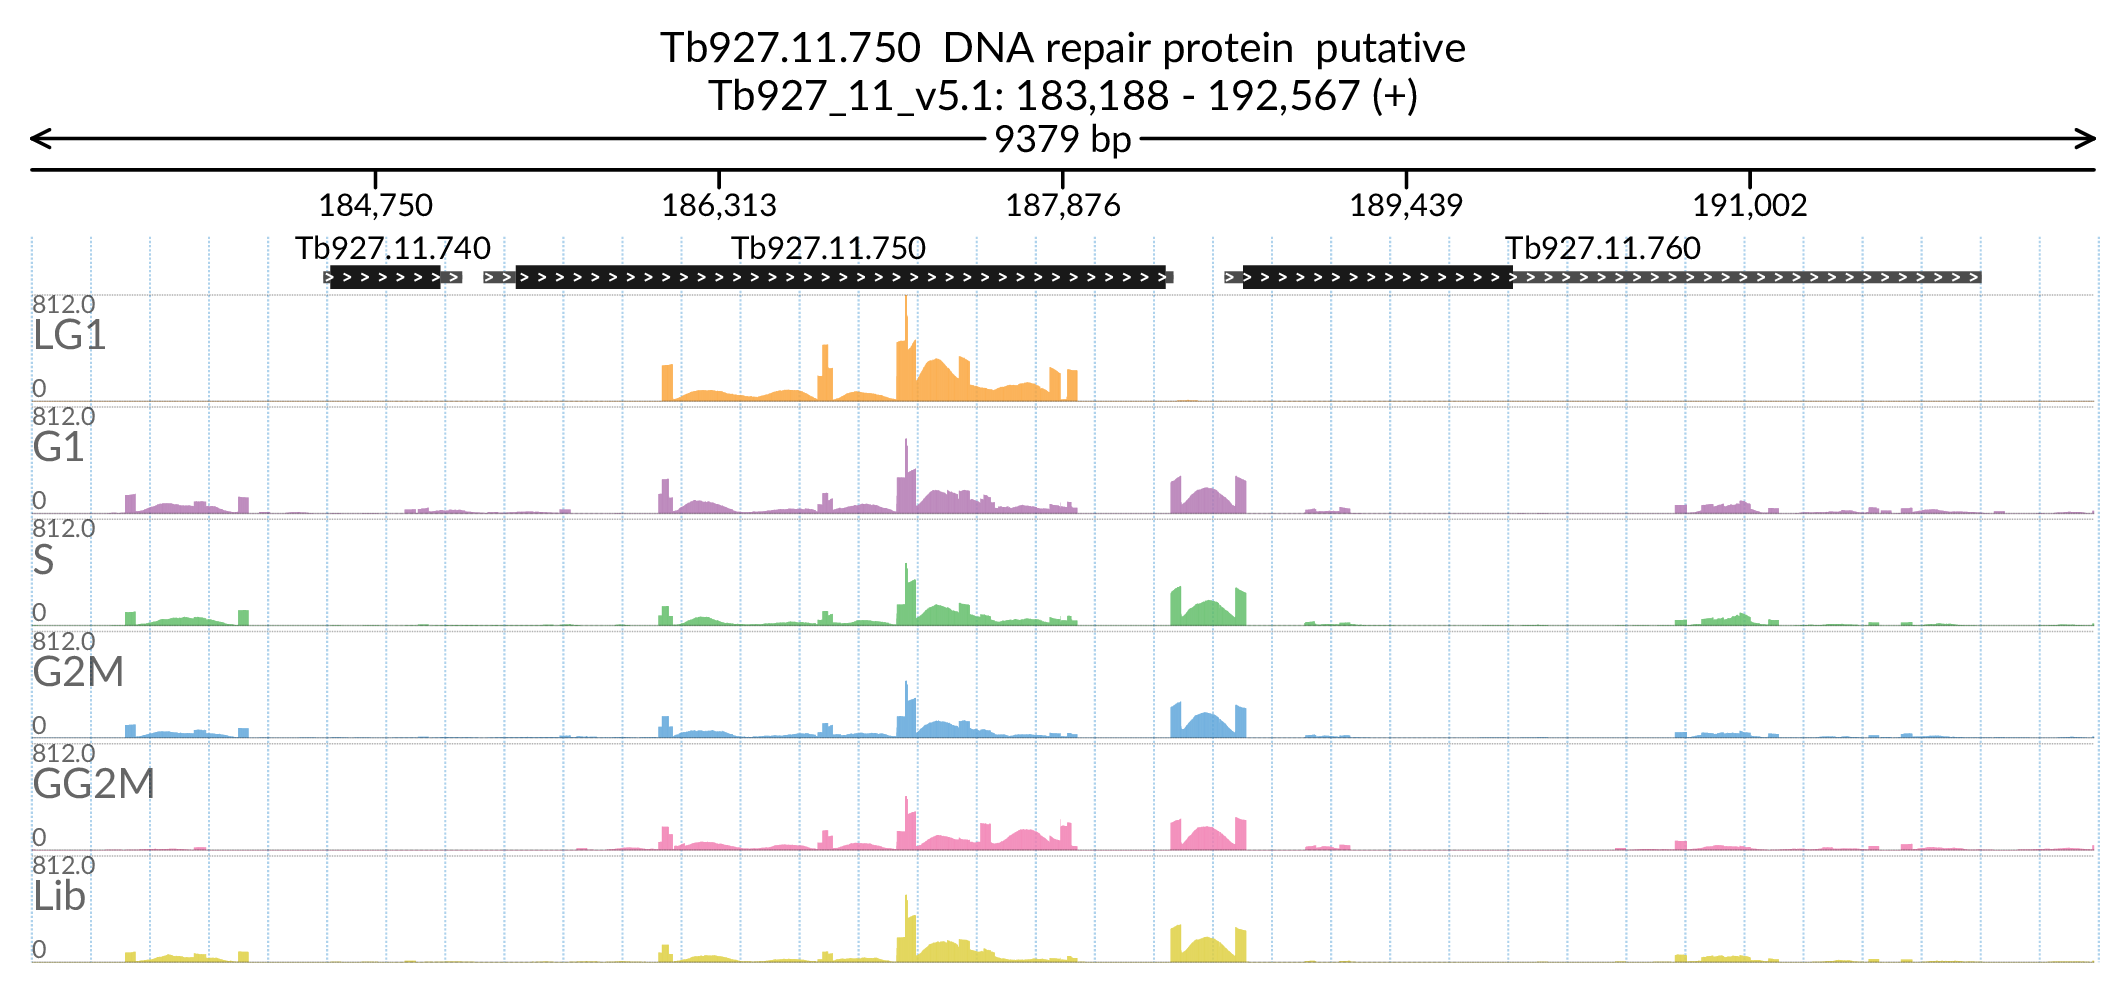 Tb927.11.750  DNA repair protein  putative
Tb927_11_v5.1: 183,188 - 192,567 (+)
9379 bp
184,750 186,313 187,876 189,439 191,002
Tb927.11.740 Tb927.11.750 Tb927.11.760
812.0
LG1
0
812.0
G1
0
812.0
S
0
812.0
G2M
0
812.0
GG2M
0
812.0
Lib
0